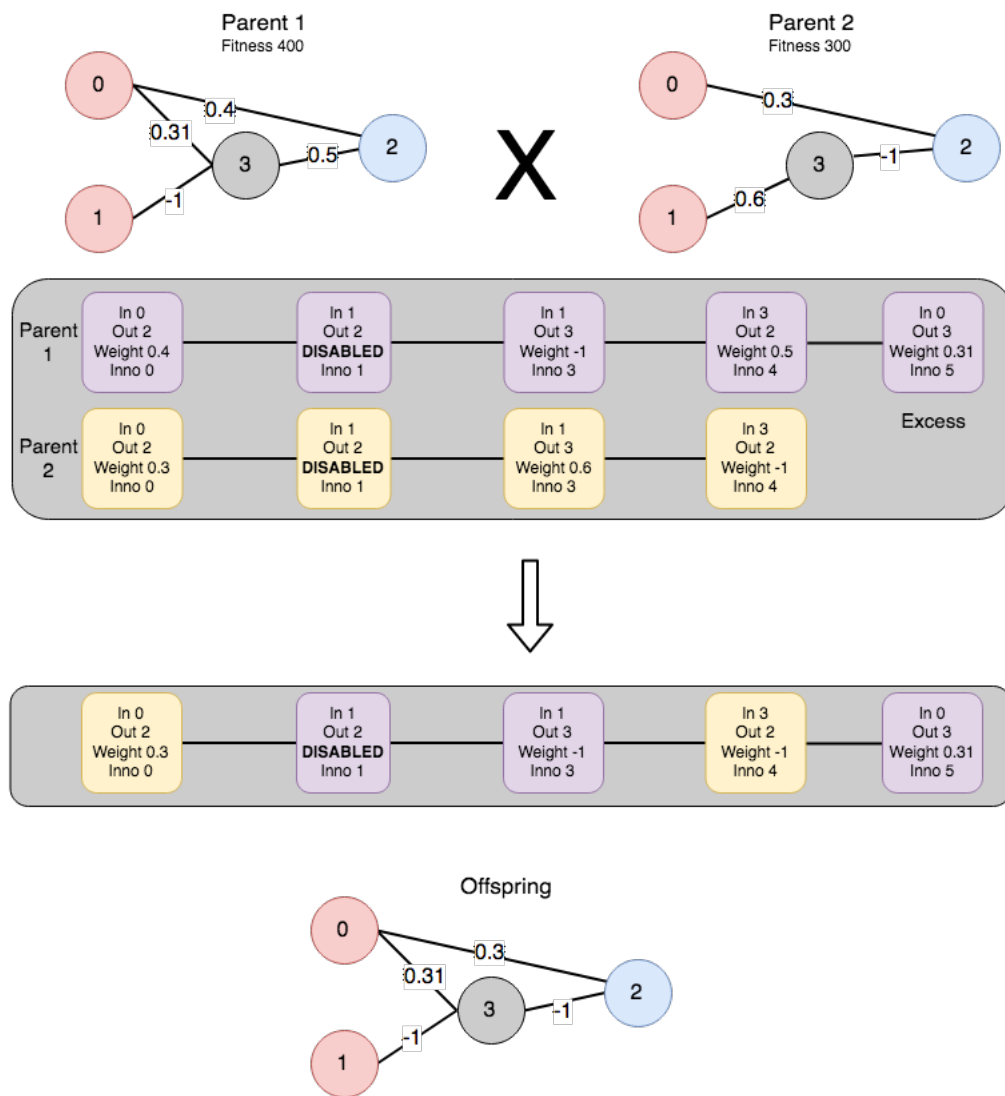 Parent 1
Fitness 400
Parent 2
Fitness 300
0
0.4
0.31
3
0.5
2
1
-1
X
0
0.3
3
-1
2
1
0.6
Parent
1
In 0
Out 2
Weight 0.4
Inno 0
In 1
Out 2
DISABLED
Inno 1
In 1
Out 3
Weight -1
Inno 3
In 3
Out 2
Weight 0.5
Inno 4
In 0
Out 3
Weight 0.31
Inno 5
Excess
Parent
2
In 0
Out 2
Weight 0.3
Inno 0
In 1
Out 2
DISABLED
Inno 1
In 1
Out 3
Weight 0.6
Inno 3
In 3
Out 2
Weight -1
Inno 4
In 0
Out 2
Weight 0.3
Inno 0
In 1
Out 2
DISABLED
Inno 1
In 1
Out 3
Weight -1
Inno 3
In 3
Out 2
Weight -1
Inno 4
In 0
Out 3
Weight 0.31
Inno 5
Offspring
0
0.3
0.31
3
-1
2
-1
1